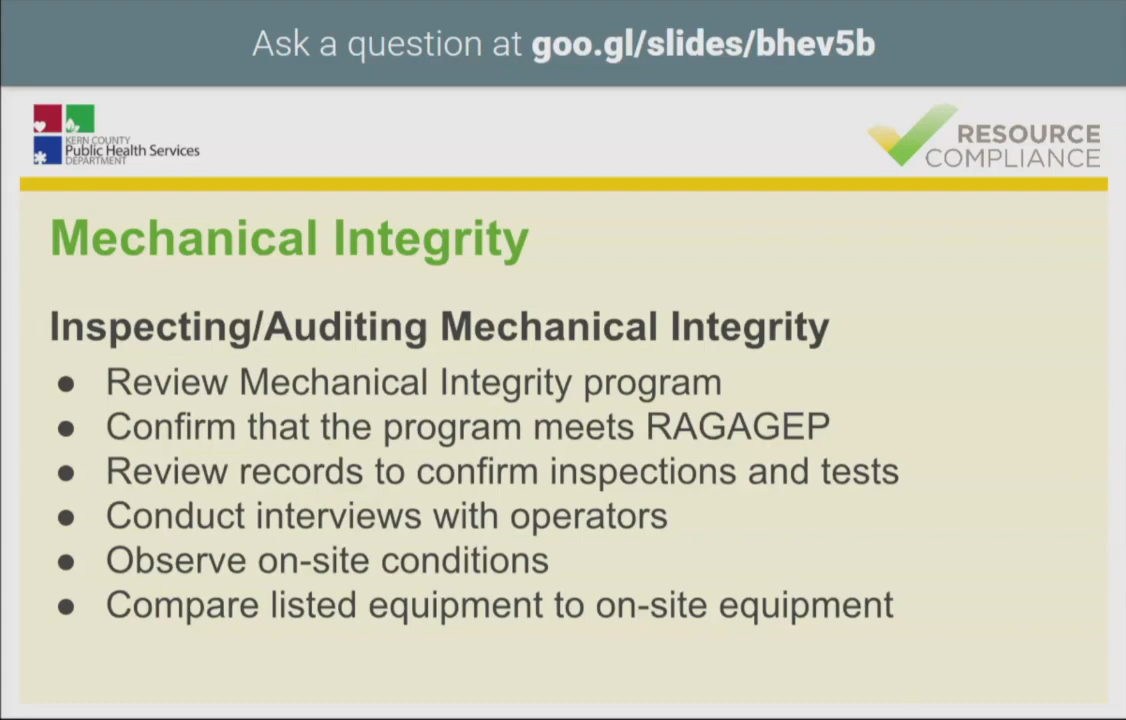 Ask a question at goo.gl/slides/bhev5b
KERN COUNTY
Public Health Services
DEPARTMENT
RESOURCE
COMPLIANCE
Mechanical Integrity
Inspecting/Auditing Mechanical Integrity
● Review Mechanical Integrity program
● Confirm that the program meets RAGAGEP
● Review records to confirm inspections and tests
● Conduct interviews with operators
● Observe on-site conditions
● Compare listed equipment to on-site equipment